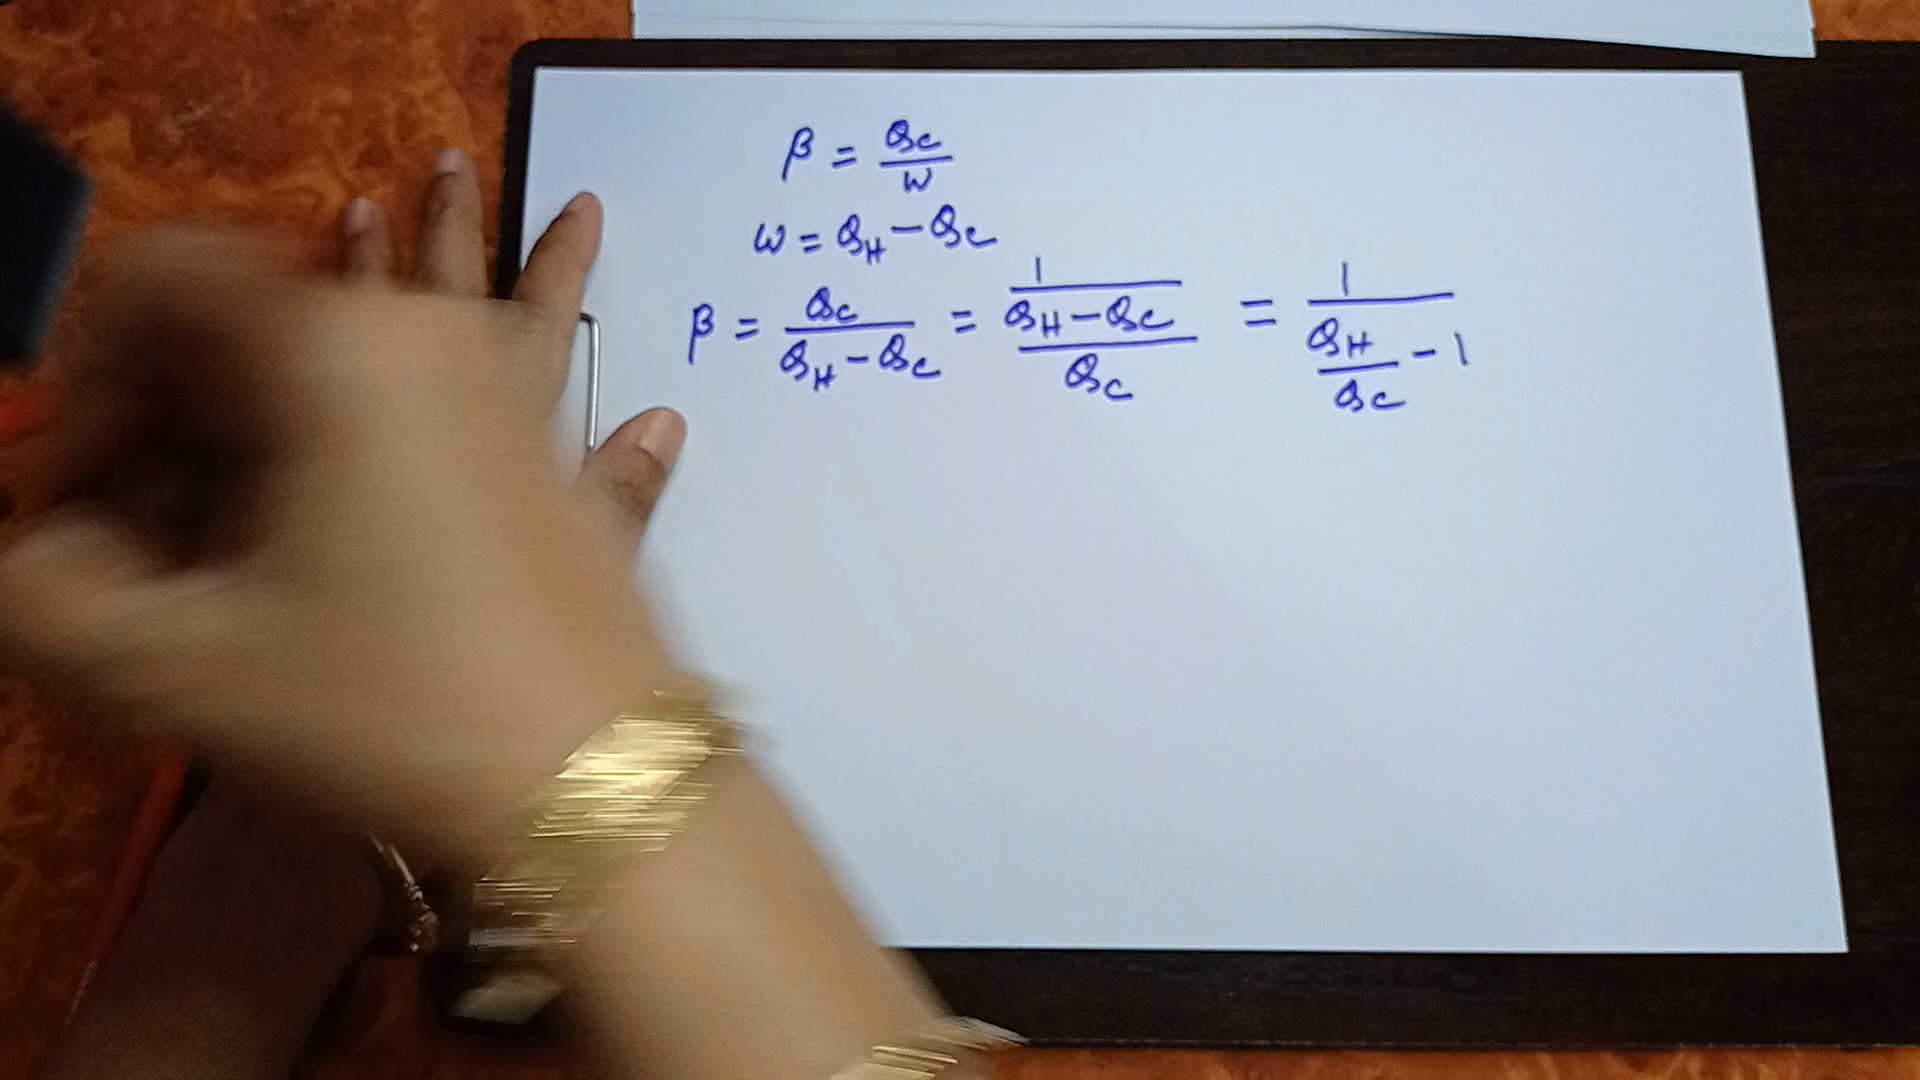 β = Qc/W
W = QH − Qc
β = Qc/(QH − Qc) = 1/((QH − Qc)/Qc) = 1/(QH/Qc − 1)